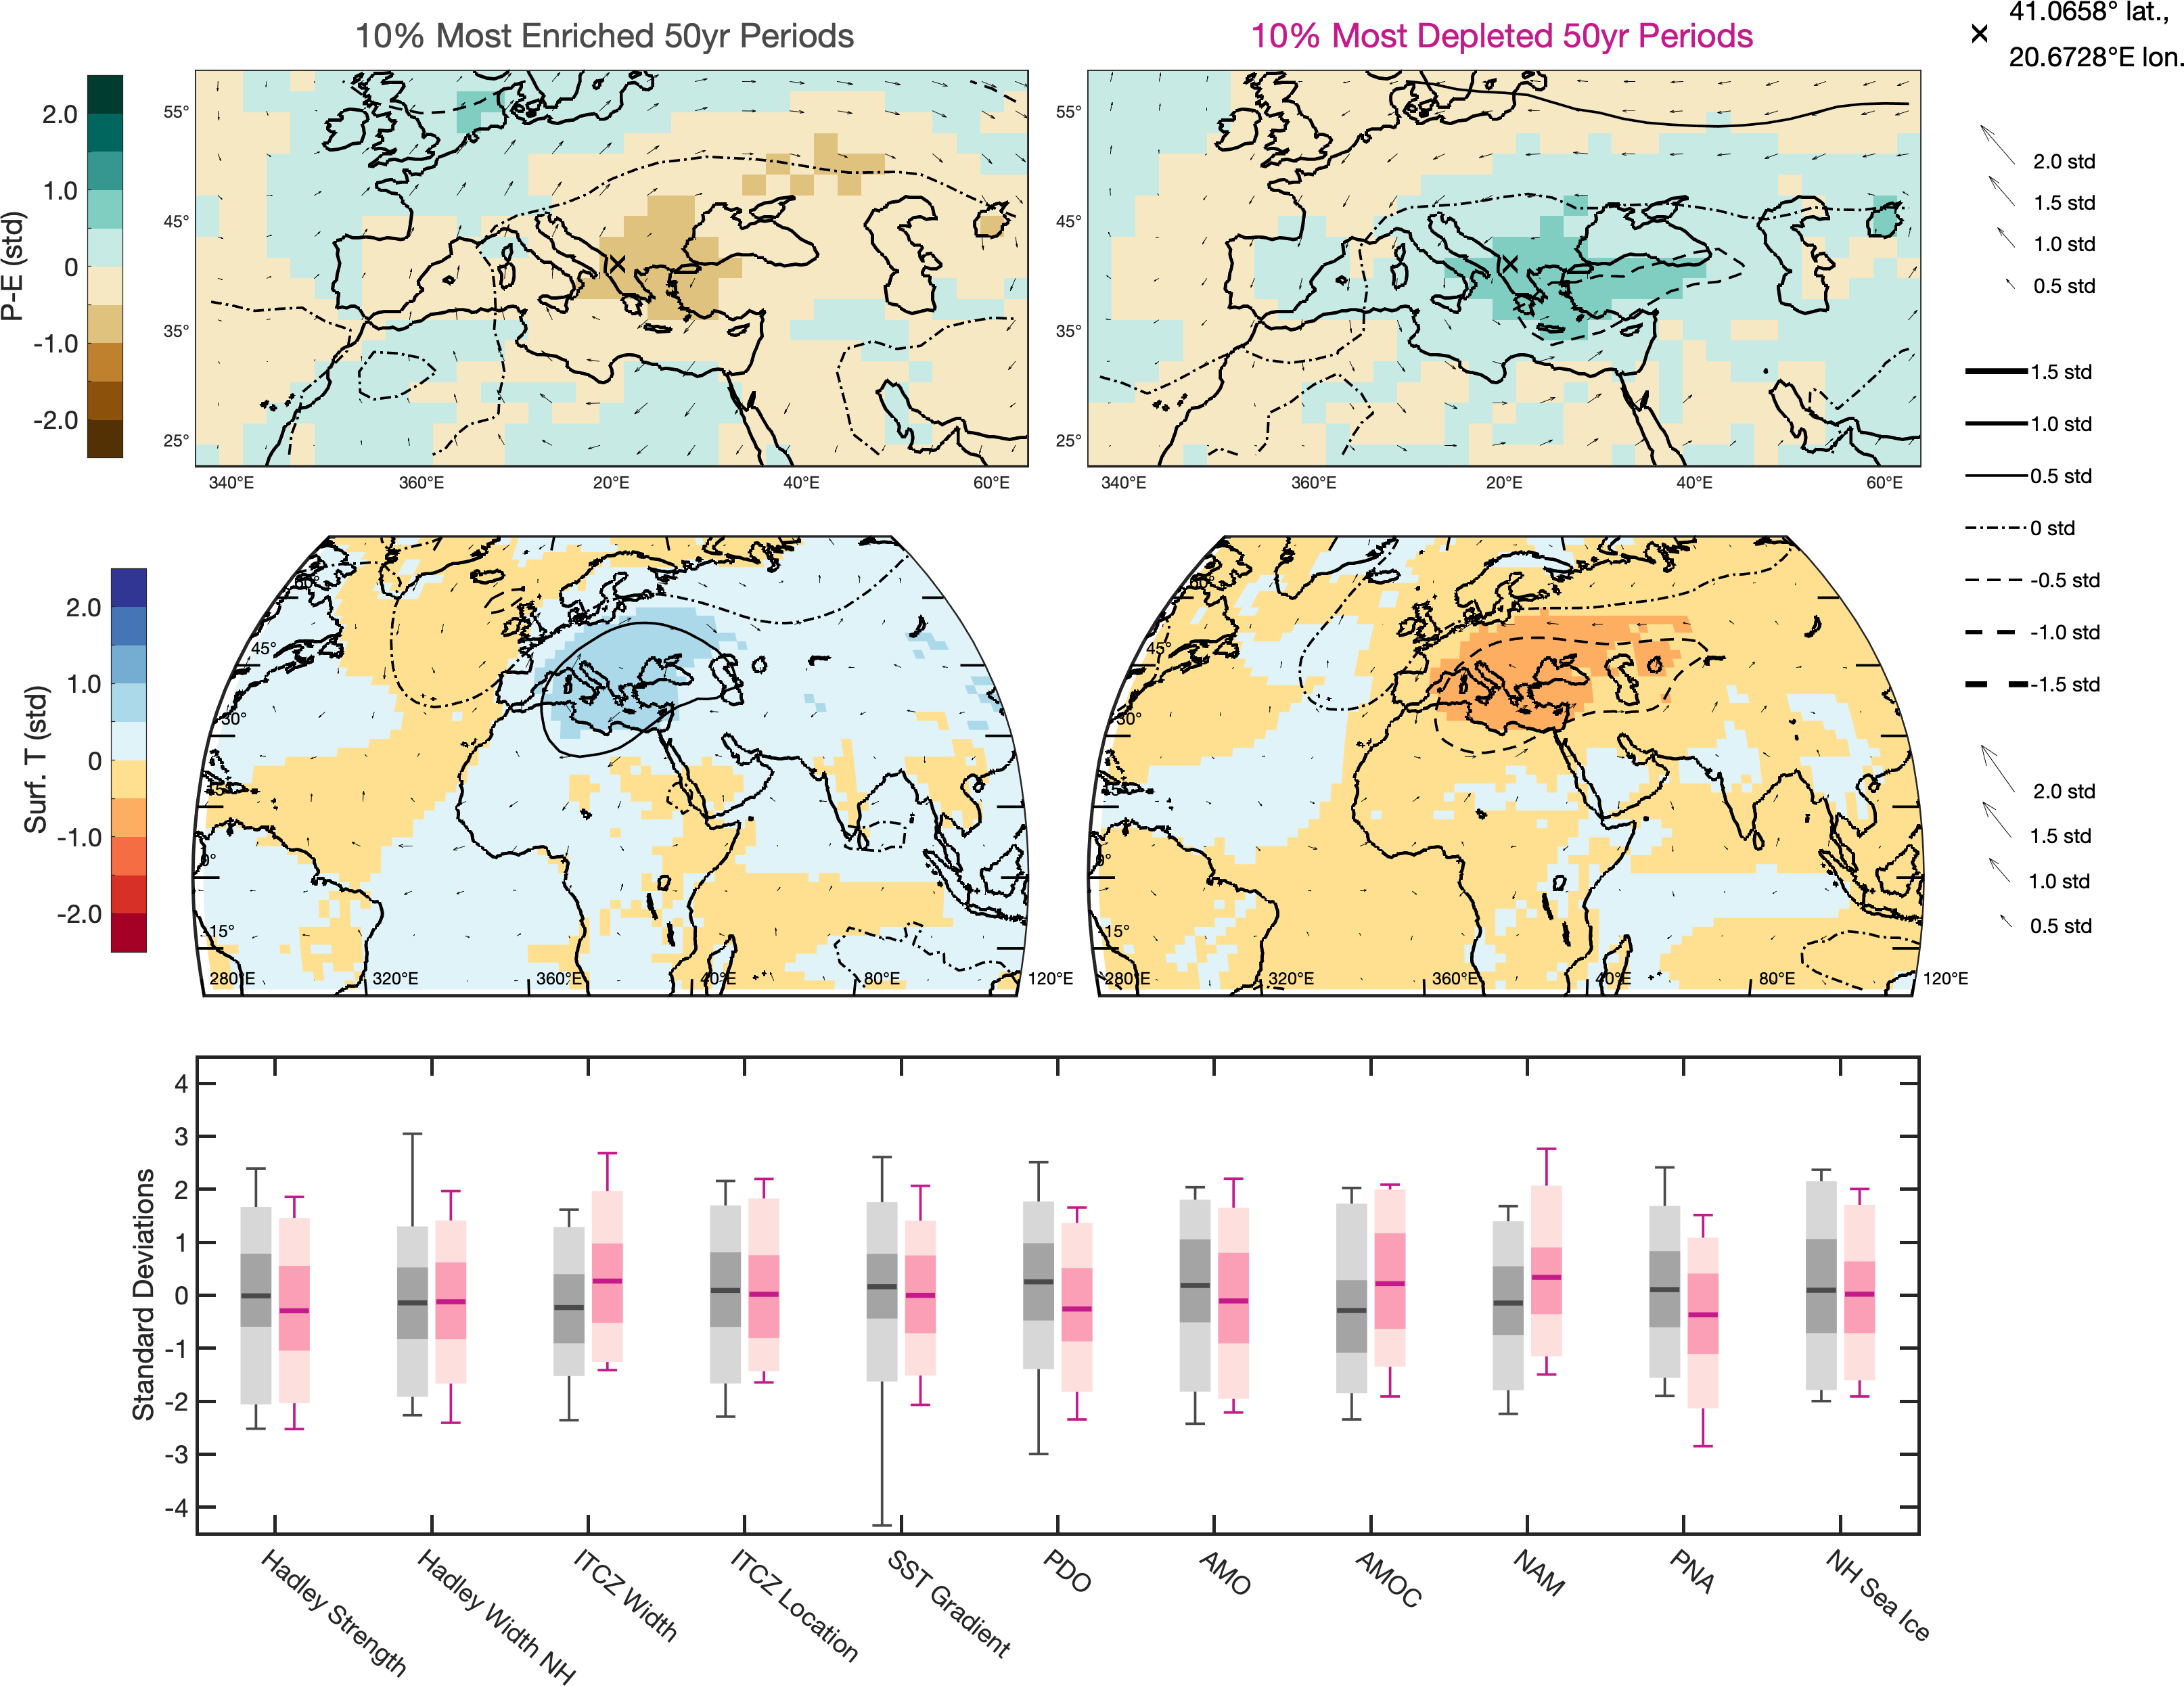 10% Most Enriched 50yr Periods
10% Most Depleted 50yr Periods
× 41.0658° lat.,
20.6728°E lon.
P-E (std)
2.0
1.0
0
-1.0
-2.0
55°
45°
35°
25°
340°E 360°E 20°E 40°E 60°E
55°
45°
35°
25°
340°E 360°E 20°E 40°E 60°E
2.0 std
1.5 std
1.0 std
0.5 std
1.5 std
1.0 std
0.5 std
0 std
-0.5 std
-1.0 std
-1.5 std
Surf. T (std)
2.0
1.0
0
-1.0
-2.0
60°
45°
30°
15°
0°
-15°
280°E 320°E 360°E 40°E 80°E 120°E
60°
45°
30°
15°
0°
-15°
280°E 320°E 360°E 40°E 80°E 120°E
2.0 std
1.5 std
1.0 std
0.5 std
Standard Deviations
4
3
2
1
0
-1
-2
-3
-4
Hadley Strength
Hadley Width NH
ITCZ Width
ITCZ Location
SST Gradient
PDO
AMO
AMOC
NAM
PNA
NH Sea Ice